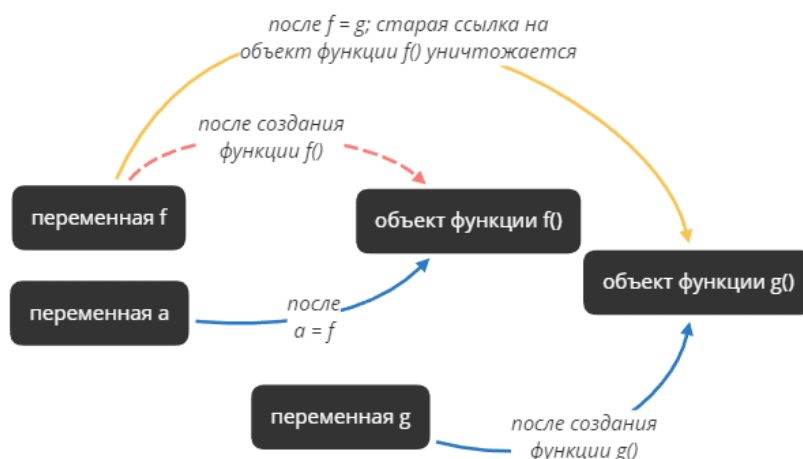 после f = g; старая ссылка на
объект функции f() уничтожается
после создания
функции f()
переменная f
объект функции f()
объект функции g()
переменная a
после
a = f
переменная g
после создания
функции g()